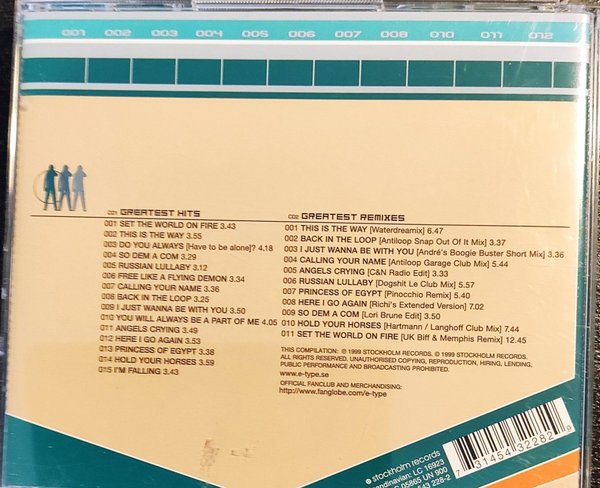 001 002 003 004 005 006 007 008 010 011 012
CD1 GREATEST HITS
001 SET THE WORLD ON FIRE 3.43
002 THIS IS THE WAY 3.55
003 DO YOU ALWAYS [Have to be alone]? 4.18
004 SO DEM A COM 3.29
005 RUSSIAN LULLABY 3.12
006 FREE LIKE A FLYING DEMON 3.34
007 CALLING YOUR NAME 3.36
008 BACK IN THE LOOP 3.25
009 I JUST WANNA BE WITH YOU 3.50
010 YOU WILL ALWAYS BE A PART OF ME 4.05
011 ANGELS CRYING 3.49
012 HERE I GO AGAIN 3.53
013 PRINCESS OF EGYPT 3.38
014 HOLD YOUR HORSES 3.59
015 I'M FALLING 3.43
CD2 GREATEST REMIXES
001 THIS IS THE WAY [Waterdreamix] 6.47
002 BACK IN THE LOOP [Antiloop Snap Out Of It Mix] 3.37
003 I JUST WANNA BE WITH YOU [André's Boogie Buster Short Mix] 3.36
004 CALLING YOUR NAME [Antiloop Garage Club Mix] 5.44
005 ANGELS CRYING [C&N Radio Edit] 3.33
006 RUSSIAN LULLABY [Dogshit Le Club Mix] 5.57
007 PRINCESS OF EGYPT [Pinocchio Remix] 5.40
008 HERE I GO AGAIN [Richi's Extended Version] 7.02
009 SO DEM A COM [Lori Brune Edit] 3.50
010 HOLD YOUR HORSES [Hartmann / Langhoff Club Mix] 7.44
011 SET THE WORLD ON FIRE [UK Biff & Memphis Remix] 12.45
THIS COMPILATION: ℗ 1999 STOCKHOLM RECORDS. © 1999 STOCKHOLM RECORDS.
ALL RIGHTS RESERVED. UNAUTHORISED COPYING, REPRODUCTION, HIRING, LENDING,
PUBLIC PERFORMANCE AND BROADCASTING PROHIBITED.
www.e-type.se
OFFICIAL FANCLUB AND MERCHANDISING:
http://www.fanglobe.com/e-type
stockholm records
LC 16923
05865 UN 900
543 228-2
7 31454 32282 9